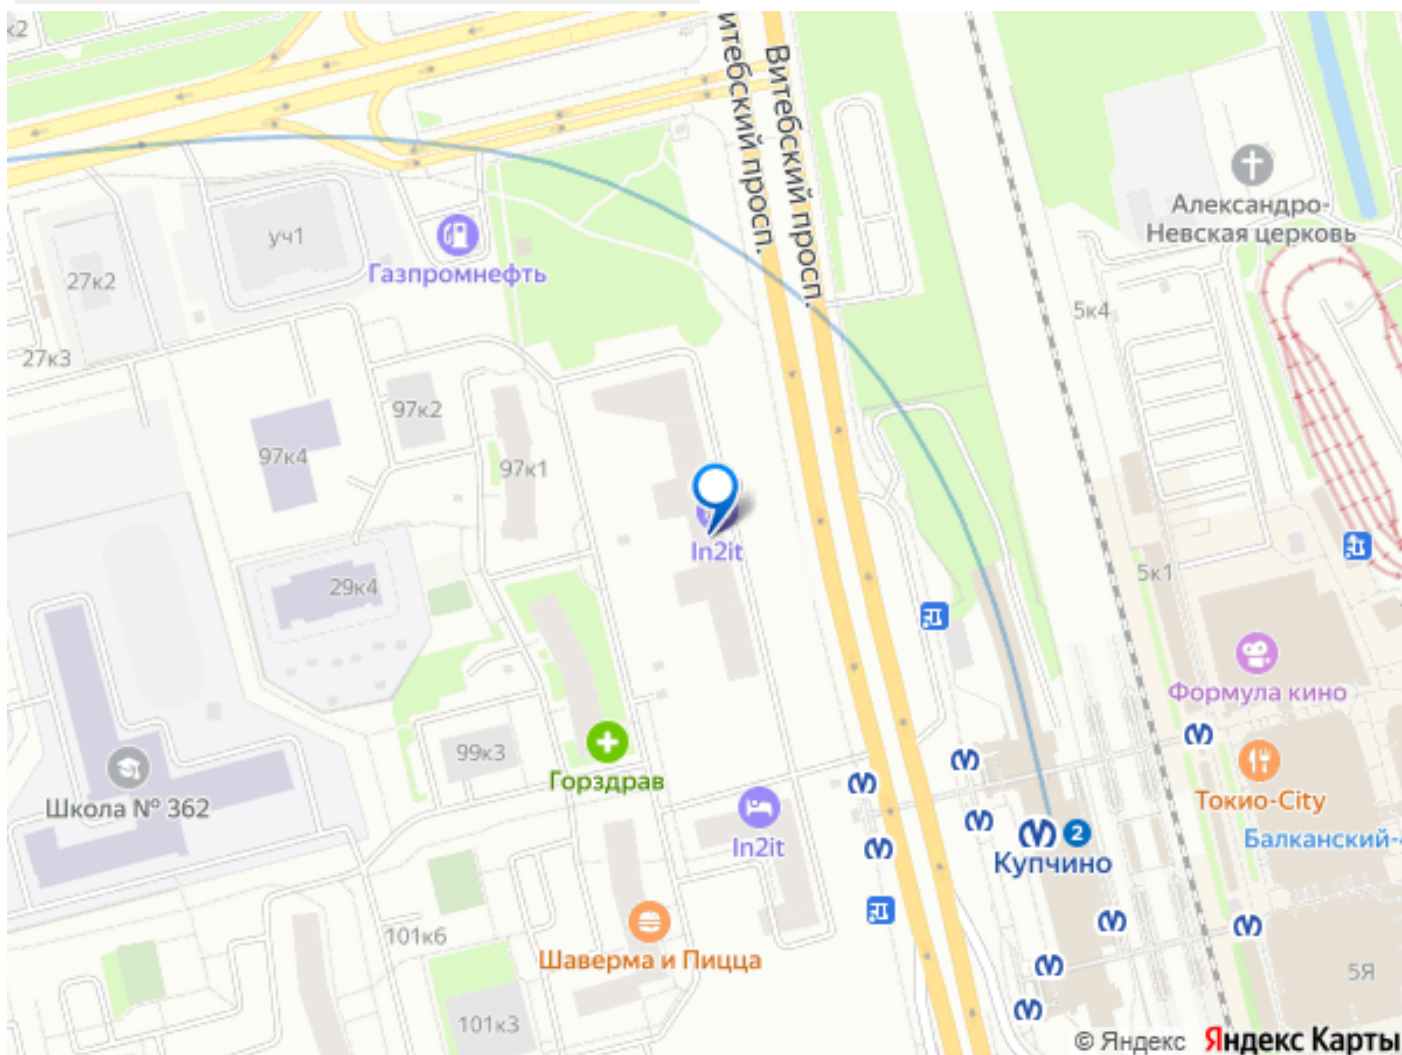 к2
итебский просп.
Витебский просп.
Александро-
Невская церковь
уч1
27к2
Газпромнефть
5к4
27к3
97к2
97к4
97к1
In2it
5к1
29к4
Формула кино
99к3
Горздрав
Школа № 362
Токио-City
In2it
2
Балканский-
Купчино
101к6
Шаверма и Пицца
5Я
101к3
© Яндекс Яндекс Карты